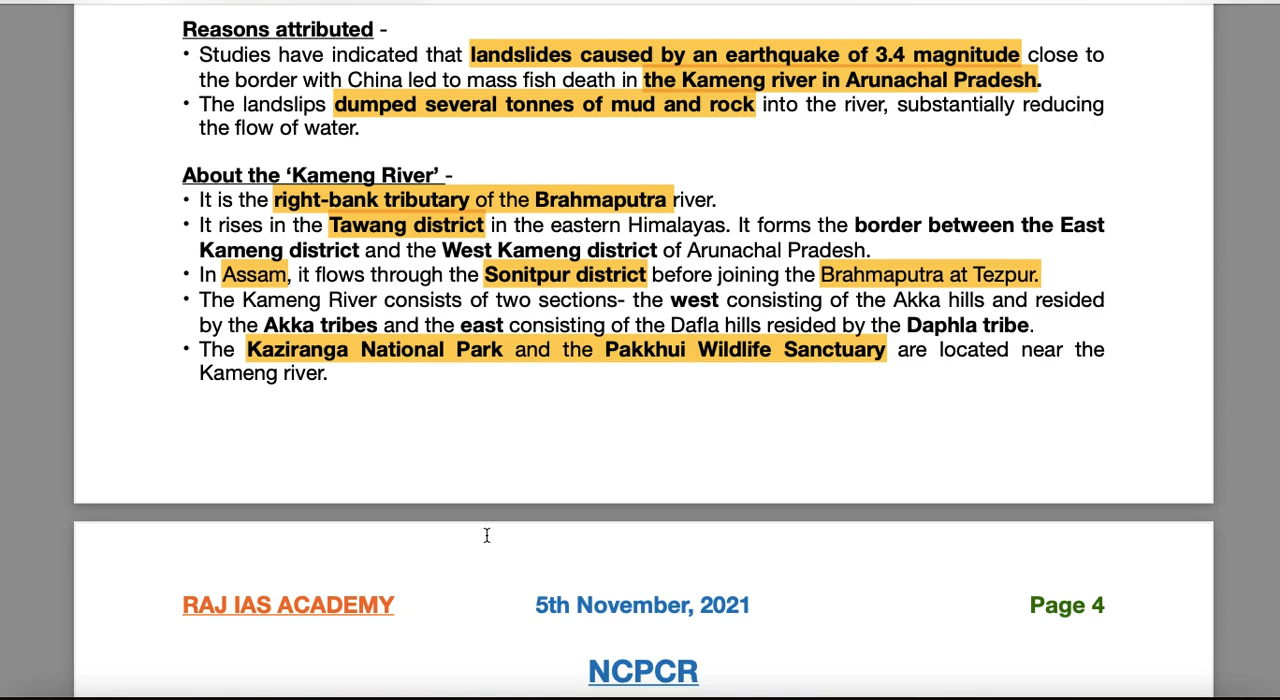 Reasons attributed -
• Studies have indicated that landslides caused by an earthquake of 3.4 magnitude close to
the border with China led to mass fish death in the Kameng river in Arunachal Pradesh.
• The landslips dumped several tonnes of mud and rock into the river, substantially reducing
the flow of water.
About the ‘Kameng River’ -
• It is the right-bank tributary of the Brahmaputra river.
• It rises in the Tawang district in the eastern Himalayas. It forms the border between the East
Kameng district and the West Kameng district of Arunachal Pradesh.
• In Assam, it flows through the Sonitpur district before joining the Brahmaputra at Tezpur.
• The Kameng River consists of two sections- the west consisting of the Akka hills and resided
by the Akka tribes and the east consisting of the Dafla hills resided by the Daphla tribe.
• The Kaziranga National Park and the Pakkhui Wildlife Sanctuary are located near the
Kameng river.
RAJ IAS ACADEMY 5th November, 2021 Page 4
NCPCR